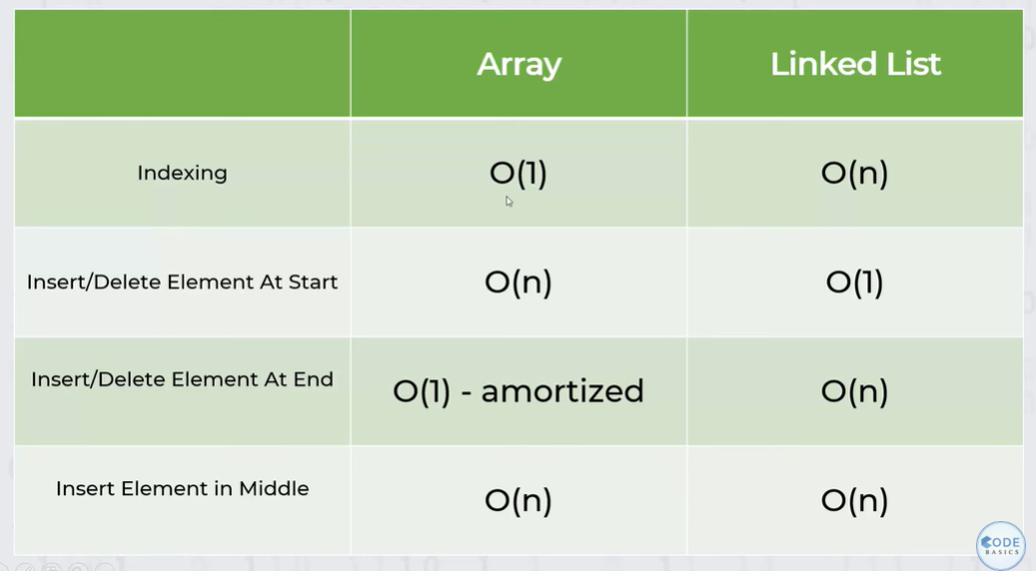 Array
Linked List
Indexing
O(1)
O(n)
Insert/Delete Element At Start
O(n)
O(1)
Insert/Delete Element At End
O(1) - amortized
O(n)
Insert Element in Middle
O(n)
O(n)
CODE
BASICS